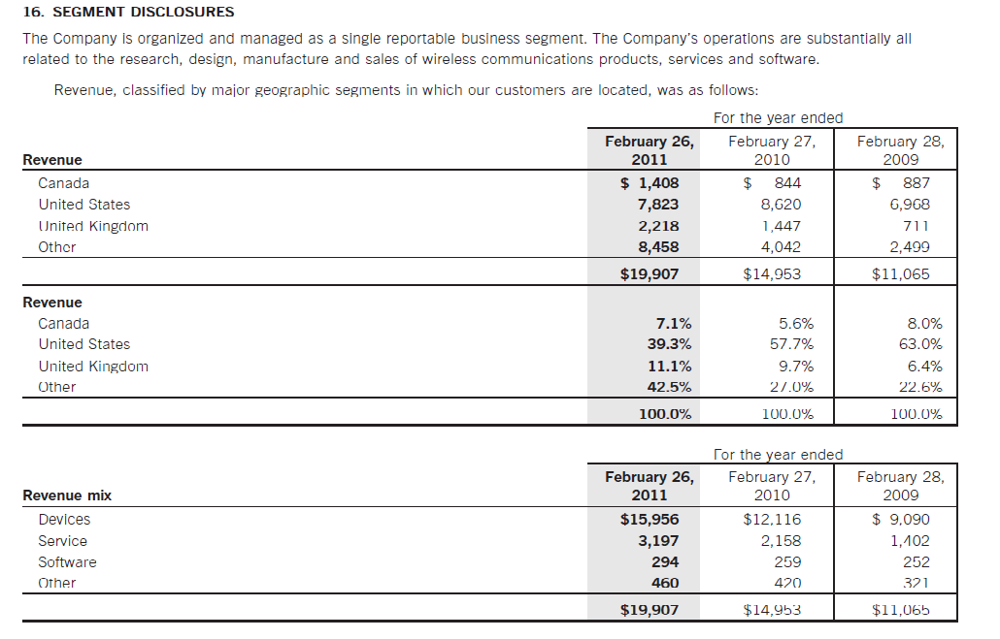 16. SEGMENT DISCLOSURES
The Company is organized and managed as a single reportable business segment. The Company's operations are substantially all
related to the research, design, manufacture and sales of wireless communications products, services and software.
Revenue, classified by major geographic segments in which our customers are located, was as follows:
For the year ended
Revenue February 26, 2011 February 27, 2010 February 28, 2009
Canada $ 1,408 $ 844 $ 887
United States 7,823 8,620 6,968
United Kingdom 2,218 1,447 711
Other 8,458 4,042 2,499
$19,907 $14,953 $11,065
Revenue
Canada 7.1% 5.6% 8.0%
United States 39.3% 57.7% 63.0%
United Kingdom 11.1% 9.7% 6.4%
Other 42.5% 27.0% 22.6%
100.0% 100.0% 100.0%
For the year ended
Revenue mix February 26, 2011 February 27, 2010 February 28, 2009
Devices $15,956 $12,116 $ 9,090
Service 3,197 2,158 1,402
Software 294 259 252
Other 460 420 321
$19,907 $14,953 $11,065